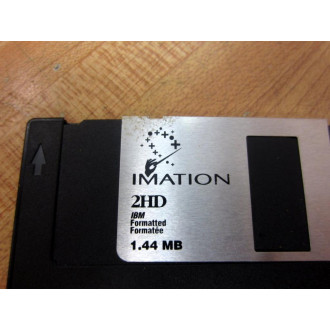 IMATION
2HD
IBM
Formatted
Formatée
1.44 MB